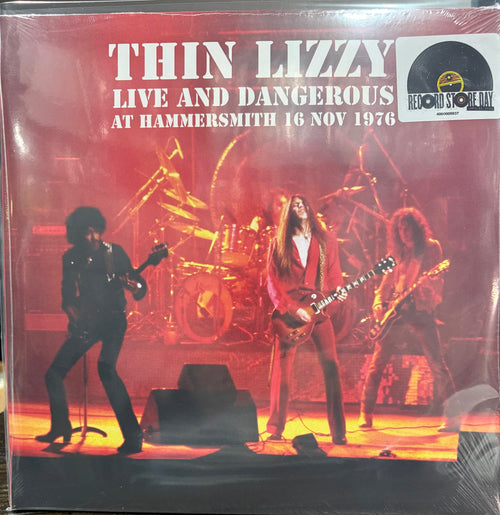 THIN LIZZY
LIVE AND DANGEROUS
AT HAMMERSMITH 16 NOV 1976
RECORD STORE DAY